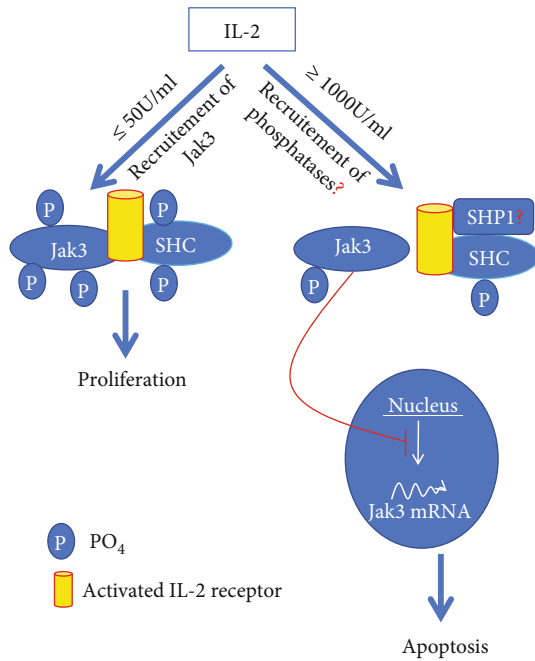 IL-2
≤ 50U/ml
Recruitement of
Jak3
≥ 1000U/ml
Recruitement of
phosphatases?
P
P
Jak3
SHC
P
P
P
Proliferation
Jak3
P
SHP1?
SHC
P
Nucleus
Jak3 mRNA
P PO4
Activated IL-2 receptor
Apoptosis